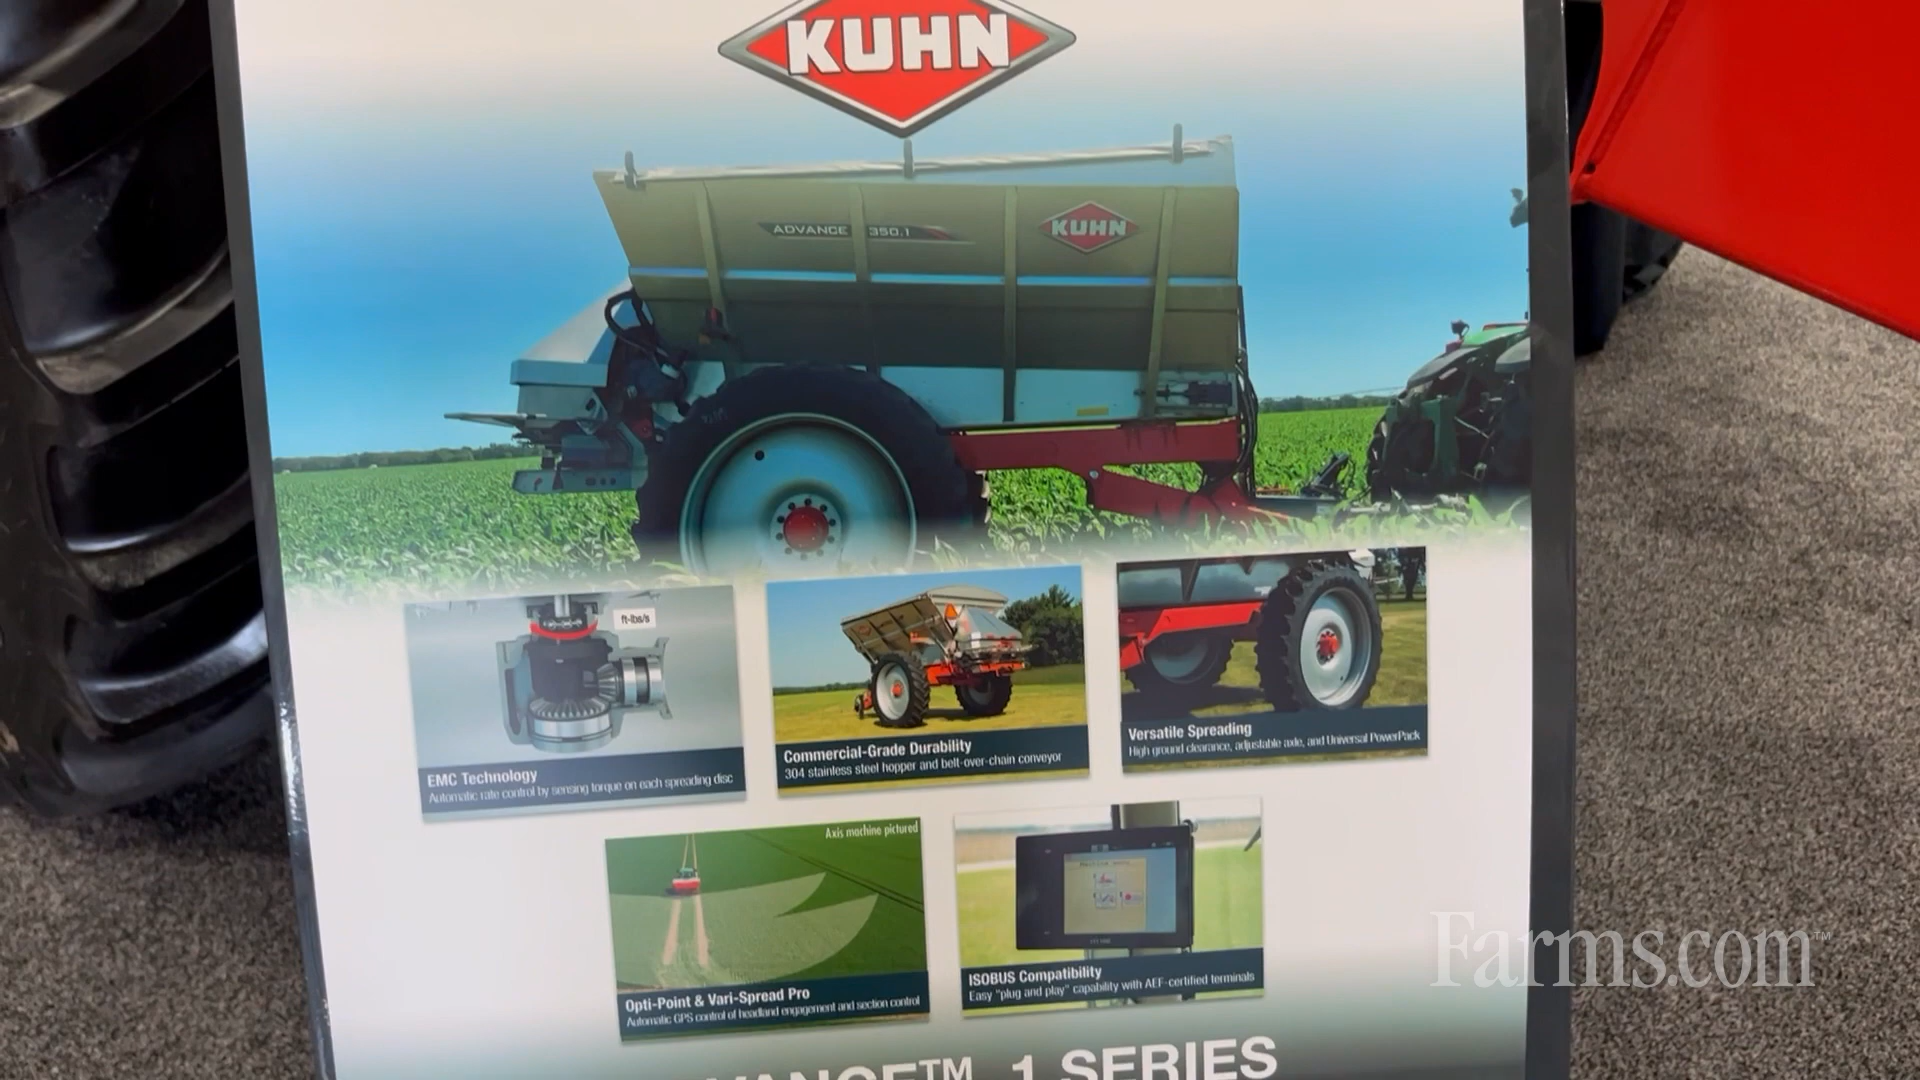 KUHN
ADVANCE 350.1
KUHN
ft-lbs/s
EMC Technology
Automatic rate control by sensing torque on each spreading disc
Commercial-Grade Durability
304 stainless steel hopper and belt-over-chain conveyor
Versatile Spreading
High ground clearance, adjustable axle, and Universal PowerPack
Axis machine pictured
Opti-Point & Vari-Spread Pro
Automatic GPS control of headland engagement and section control
ISOBUS Compatibility
Easy "plug and play" capability with AEF-certified terminals
Farms.com™
VANCE™ 1 SERIES